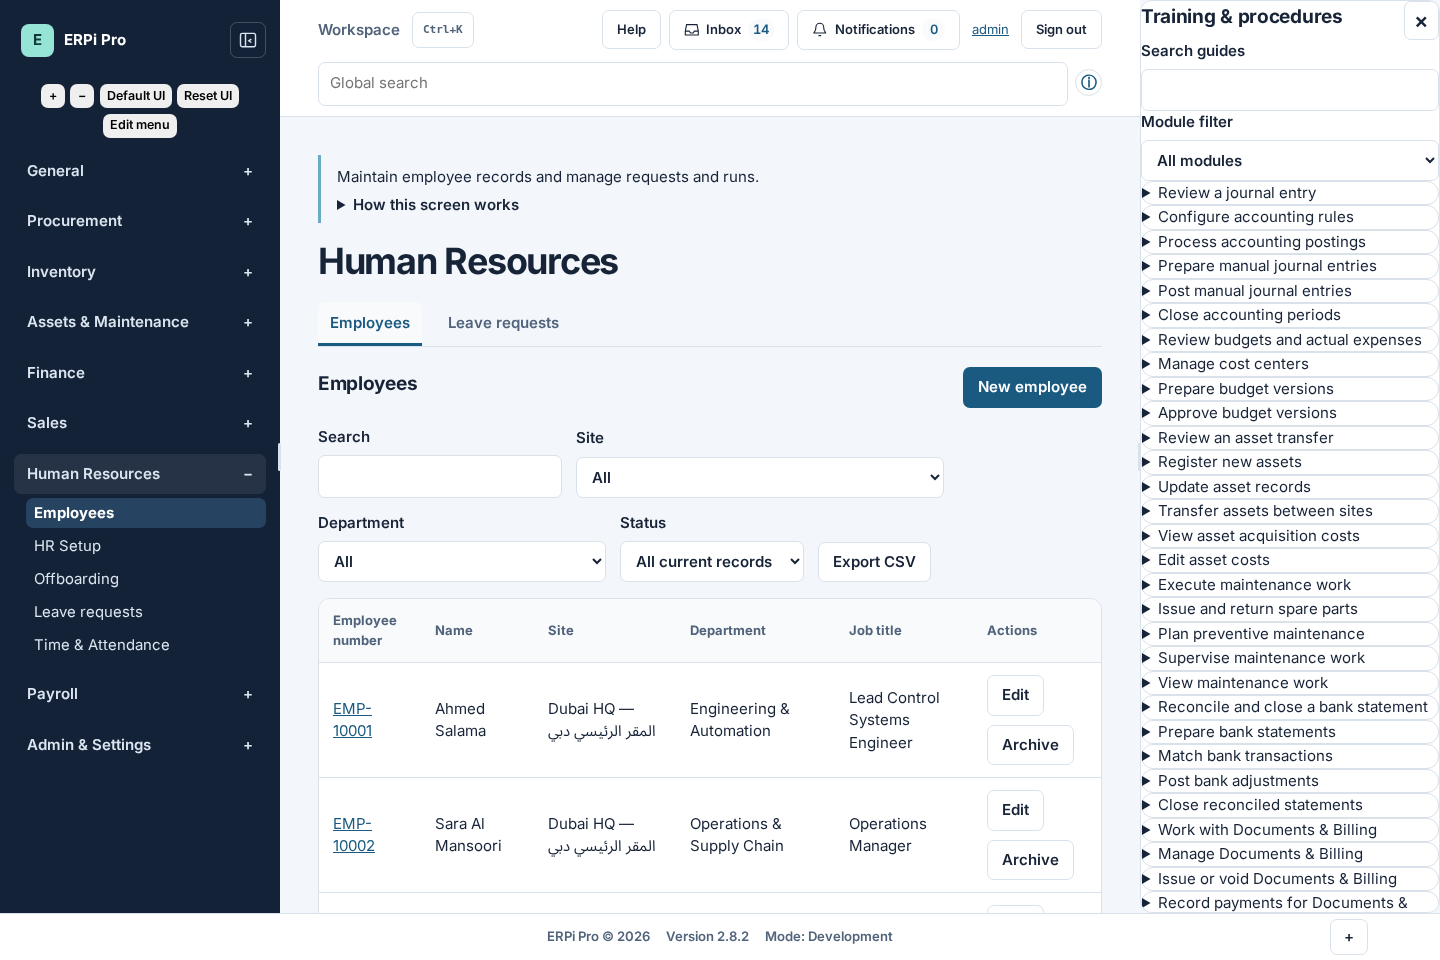 E ERPi Pro
+ − Default UI Reset UI
Edit menu
General +
Procurement +
Inventory +
Assets & Maintenance +
Finance +
Sales +
Human Resources −
Employees
HR Setup
Offboarding
Leave requests
Time & Attendance
Payroll +
Admin & Settings +
Workspace Ctrl+K Help Inbox 14 Notifications 0 admin Sign out
Global search
Maintain employee records and manage requests and runs.
How this screen works
Human Resources
Employees Leave requests
Employees New employee
Search Site
All
Department Status
All All current records Export CSV
Employee number Name Site Department Job title Actions
EMP-10001 Ahmed Salama Dubai HQ — المقر الرئيسي دبي Engineering & Automation Lead Control Systems Engineer Edit Archive
EMP-10002 Sara Al Mansoori Dubai HQ — المقر الرئيسي دبي Operations & Supply Chain Operations Manager Edit Archive
Training & procedures ×
Search guides
Module filter
All modules
Review a journal entry
Configure accounting rules
Process accounting postings
Prepare manual journal entries
Post manual journal entries
Close accounting periods
Review budgets and actual expenses
Manage cost centers
Prepare budget versions
Approve budget versions
Review an asset transfer
Register new assets
Update asset records
Transfer assets between sites
View asset acquisition costs
Edit asset costs
Execute maintenance work
Issue and return spare parts
Plan preventive maintenance
Supervise maintenance work
View maintenance work
Reconcile and close a bank statement
Prepare bank statements
Match bank transactions
Post bank adjustments
Close reconciled statements
Work with Documents & Billing
Manage Documents & Billing
Issue or void Documents & Billing
Record payments for Documents &
ERPi Pro © 2026 Version 2.8.2 Mode: Development +